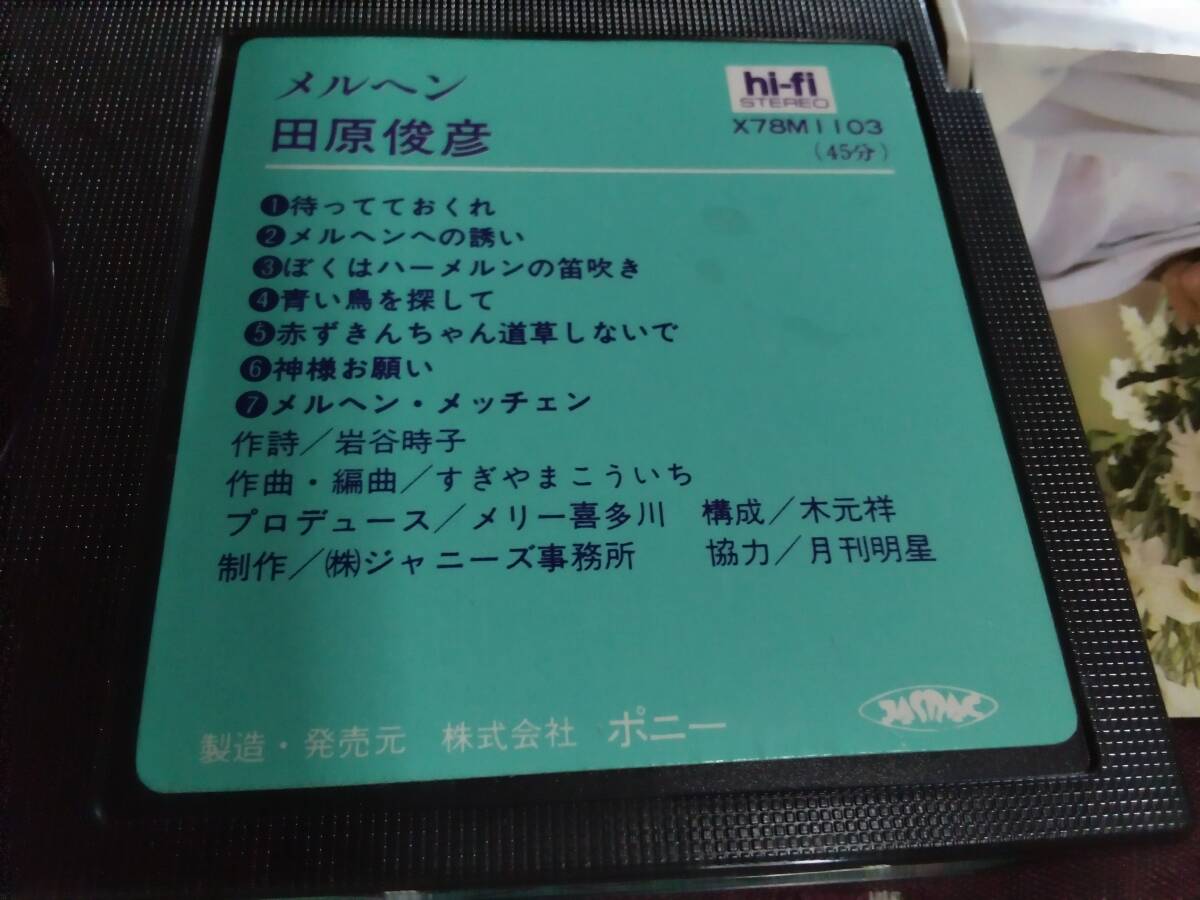 メルヘン
田原俊彦
hi-fi
STEREO
X78M1103
(45分)
❶待ってておくれ
❷メルヘンへの誘い
❸ぼくはハーメルンの笛吹き
❹青い鳥を探して
❺赤ずきんちゃん道草しないで
❻神様お願い
❼メルヘン・メッチェン
作詩/岩谷時子
作曲・編曲/すぎやまこういち
プロデュース/メリー喜多川 構成/木元祥
制作/㈱ジャニーズ事務所 協力/月刊明星
製造・発売元 株式会社 ポニー